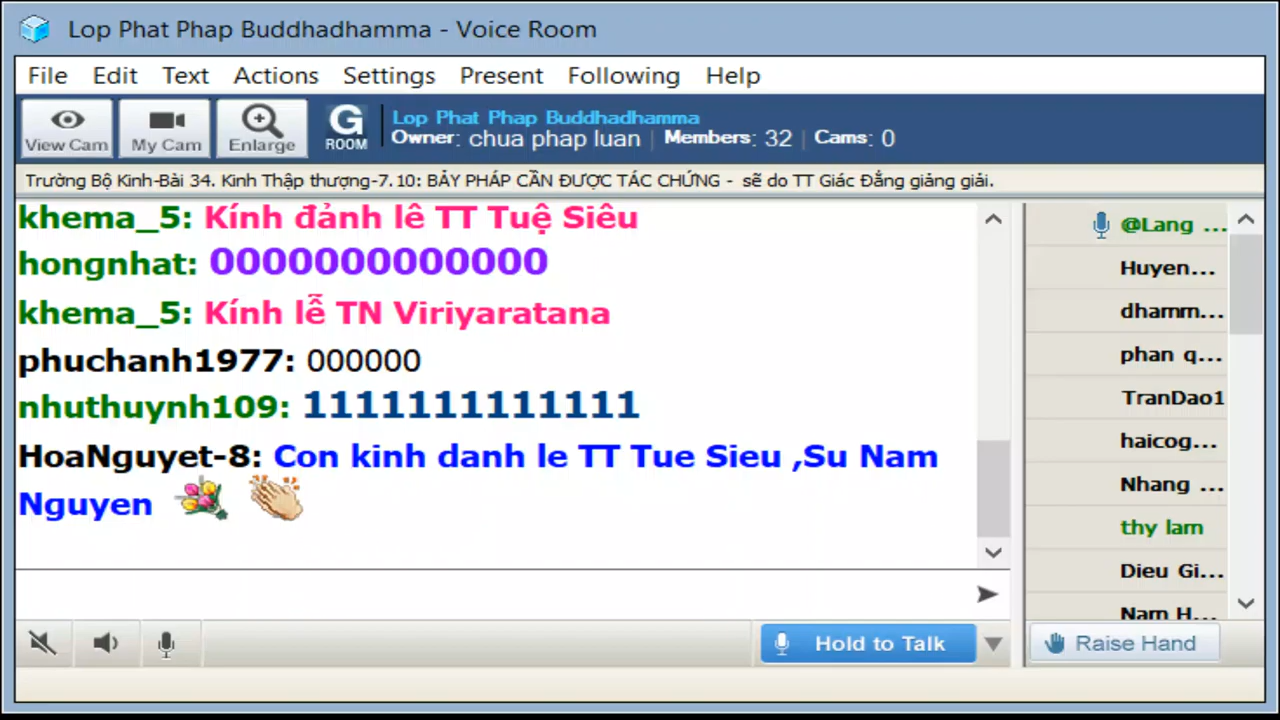 Lop Phat Phap Buddhadhamma - Voice Room
File Edit Text Actions Settings Present Following Help
View Cam My Cam Enlarge G ROOM
Lop Phat Phap Buddhadhamma
Owner: chua phap luan | Members: 32 | Cams: 0
Trường Bộ Kinh-Bài 34. Kinh Thập thượng-7.10: BẢY PHÁP CẦN ĐƯỢC TÁC CHỨNG - sẽ do TT Giác Đẳng giảng giải.
khema_5: Kính đảnh lê TT Tuệ Siêu
hongnhat: 0000000000000
khema_5: Kính lễ TN Viriyaratana
phuchanh1977: 000000
nhuthuynh109: 1111111111111
HoaNguyet-8: Con kinh danh le TT Tue Sieu ,Su Nam
Nguyen
@Lang ...
Huyen...
dhamm...
phan q...
TranDao1
haicog...
Nhang ...
thy lam
Dieu Gi...
Nam H...
Hold to Talk
Raise Hand